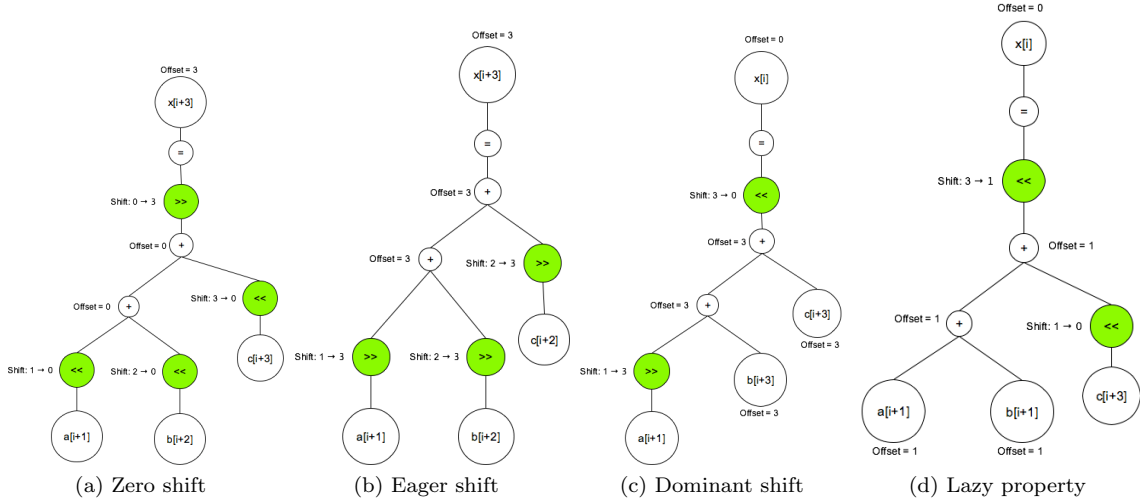 Offset = 3
x[i+3]
=
Shift: 0 → 3
>>
Offset = 0
+
Offset = 0
+
Shift: 3 → 0
<<
c[i+3]
Shift: 1 → 0
<<
Shift: 2 → 0
<<
a[i+1]
b[i+2]
(a) Zero shift
Offset = 3
x[i+3]
=
Offset = 3
+
Offset = 3
+
Shift: 2 → 3
>>
c[i+2]
Shift: 1 → 3
>>
Shift: 2 → 3
>>
a[i+1]
b[i+2]
(b) Eager shift
Offset = 0
x[i]
=
Shift: 3 → 0
<<
Offset = 3
+
Offset = 3
+
c[i+3]
Offset = 3
Shift: 1 → 3
>>
b[i+3]
Offset = 3
a[i+1]
(c) Dominant shift
Offset = 0
x[i]
=
Shift: 3 → 1
<<
+
Offset = 1
Offset = 1
+
Shift: 1 → 0
<<
a[i+1]
Offset = 1
b[i+1]
Offset = 1
c[i+3]
(d) Lazy property